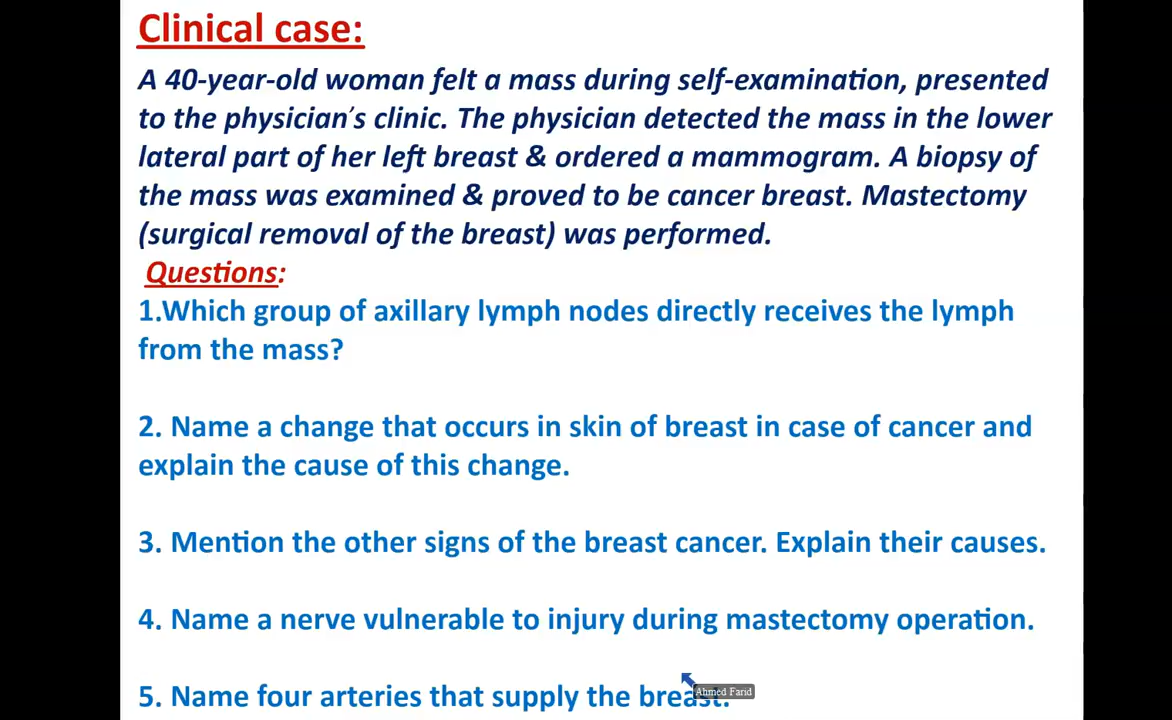 Clinical case:
A 40-year-old woman felt a mass during self-examination, presented
to the physician's clinic. The physician detected the mass in the lower
lateral part of her left breast & ordered a mammogram. A biopsy of
the mass was examined & proved to be cancer breast. Mastectomy
(surgical removal of the breast) was performed.
Questions:
1.Which group of axillary lymph nodes directly receives the lymph
from the mass?
2. Name a change that occurs in skin of breast in case of cancer and
explain the cause of this change.
3. Mention the other signs of the breast cancer. Explain their causes.
4. Name a nerve vulnerable to injury during mastectomy operation.
5. Name four arteries that supply the breast.
Ahmed Farid